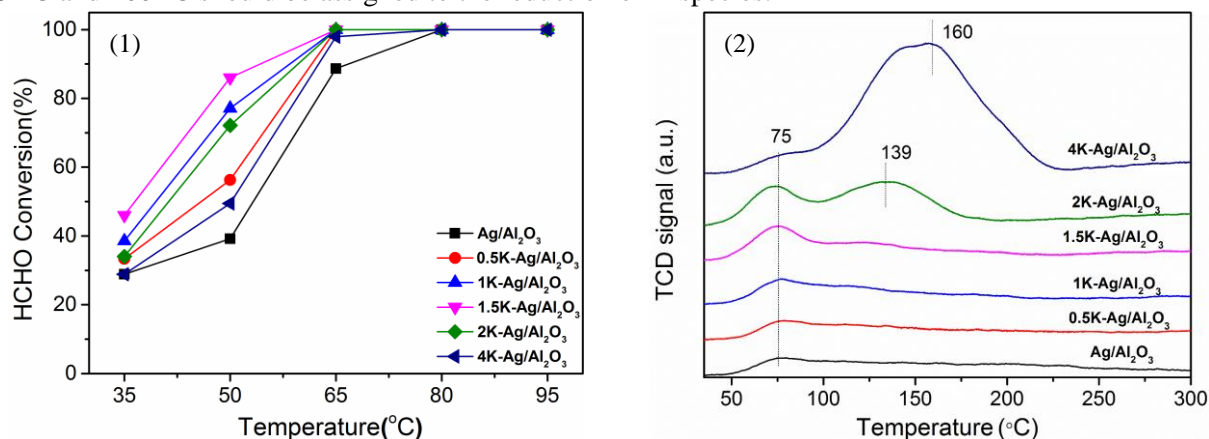 (1)
HCHO Conversion(%)
100
80
60
40
20
0
35
50
65
80
95
Temperature(°C)
Ag/Al₂O₃
0.5K-Ag/Al₂O₃
1K-Ag/Al₂O₃
1.5K-Ag/Al₂O₃
2K-Ag/Al₂O₃
4K-Ag/Al₂O₃
(2)
TCD signal (a.u.)
160
75
139
4K-Ag/Al₂O₃
2K-Ag/Al₂O₃
1.5K-Ag/Al₂O₃
1K-Ag/Al₂O₃
0.5K-Ag/Al₂O₃
Ag/Al₂O₃
50
100
150
200
250
300
Temperature (°C)